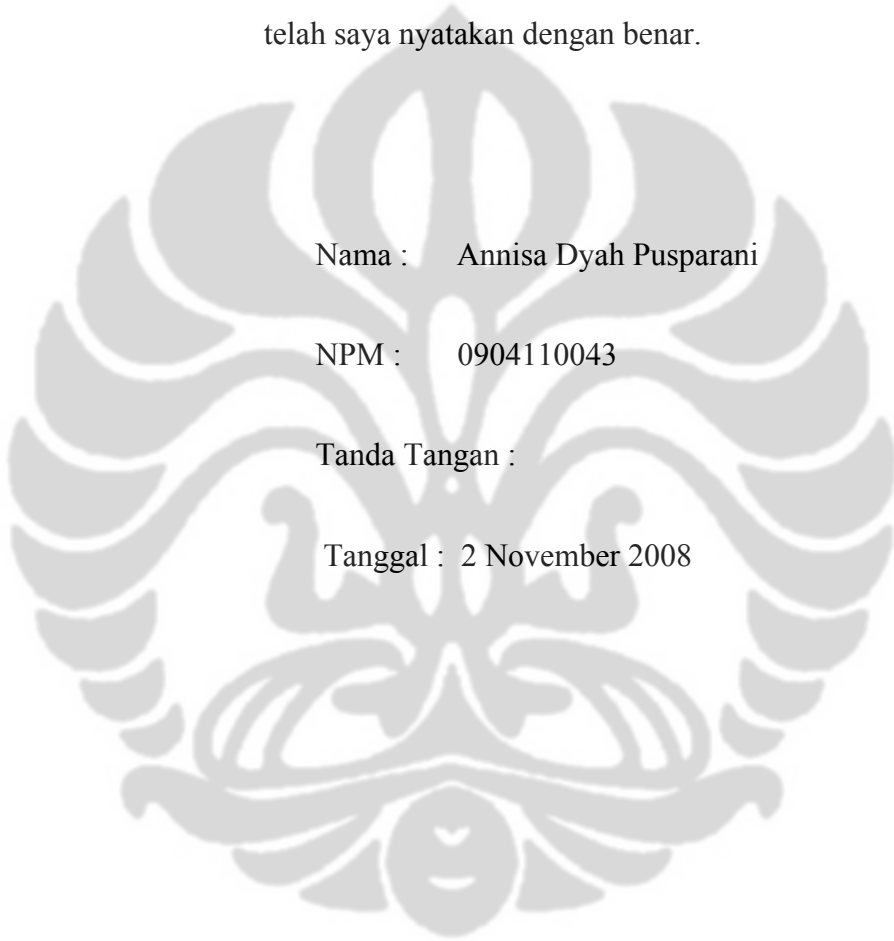 telah saya nyatakan dengan benar.
Nama : Annisa Dyah Pusparani
NPM : 0904110043
Tanda Tangan :
Tanggal : 2 November 2008